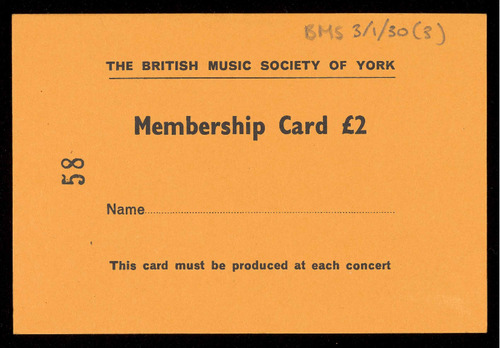 BMS 3/1/30(3)
THE BRITISH MUSIC SOCIETY OF YORK
Membership Card £2
58
Name
This card must be produced at each concert